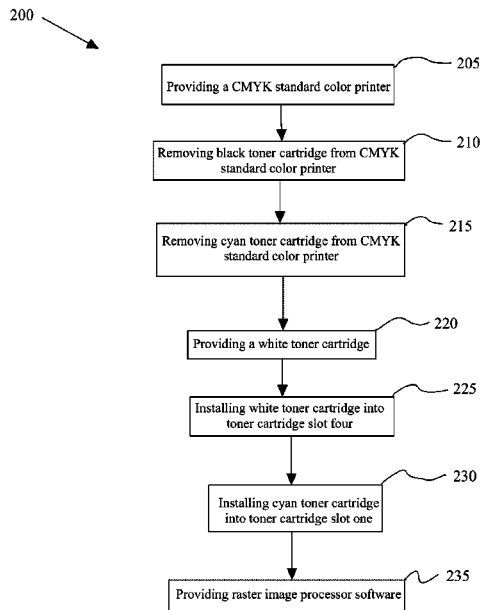 200
205
Providing a CMYK standard color printer
210
Removing black toner cartridge from CMYK
standard color printer
215
Removing cyan toner cartridge from CMYK
standard color printer
220
Providing a white toner cartridge
225
Installing white toner cartridge into
toner cartridge slot four
230
Installing cyan toner cartridge
into toner cartridge slot one
235
Providing raster image processor software